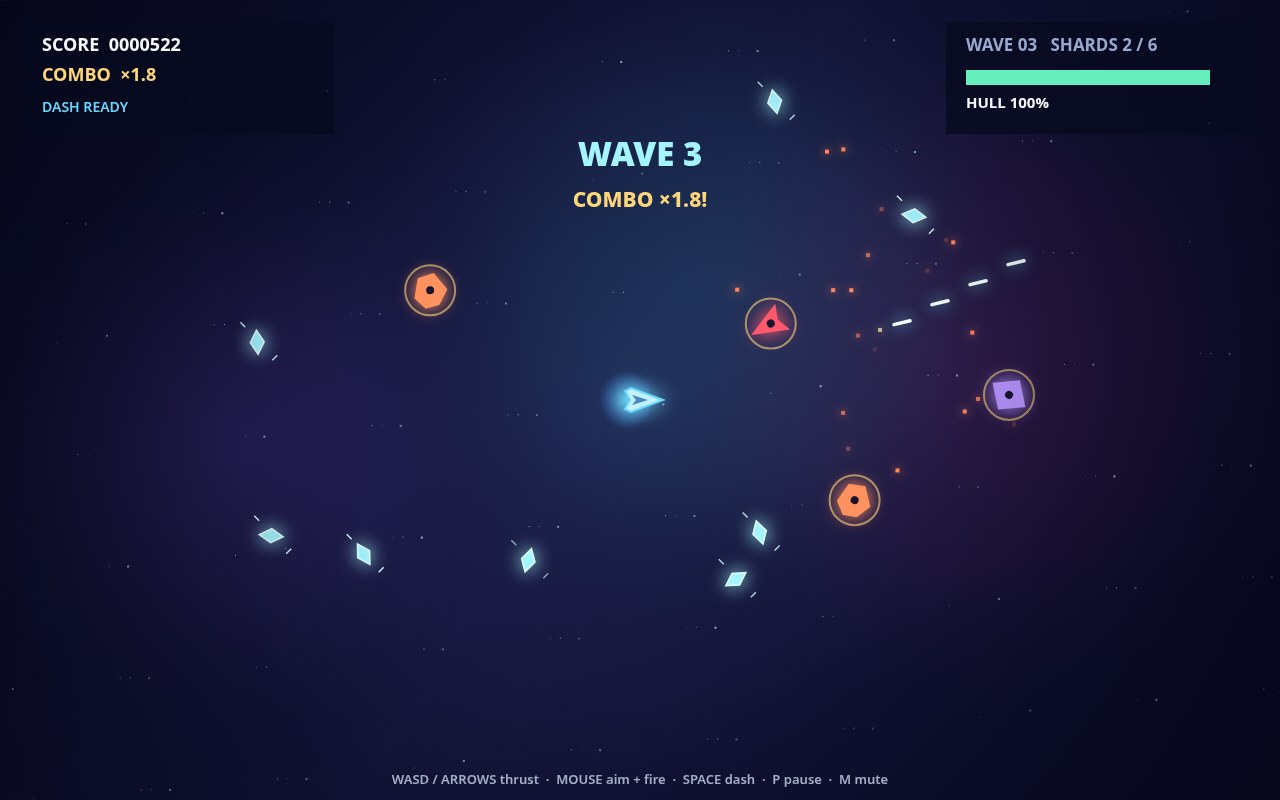 SCORE 0000522
COMBO ×1.8
DASH READY
WAVE 03 SHARDS 2 / 6
HULL 100%
WAVE 3
COMBO ×1.8!
WASD / ARROWS thrust · MOUSE aim + fire · SPACE dash · P pause · M mute